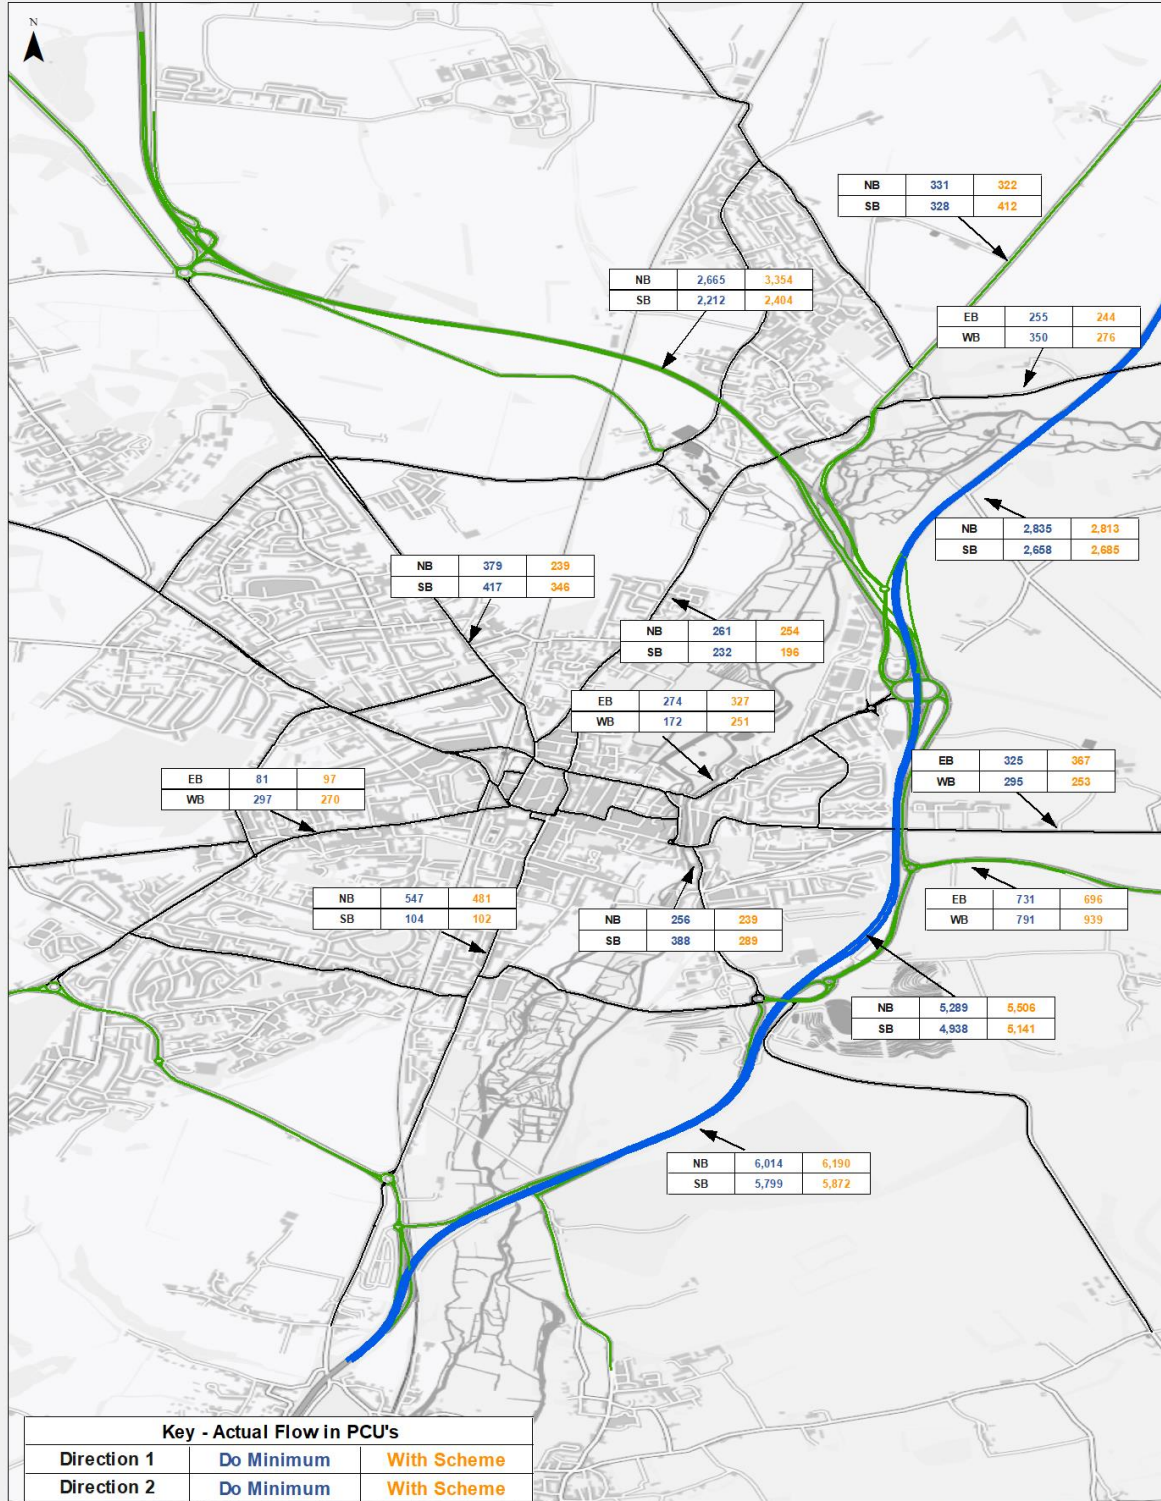 N
NB 331 322
SB 328 412
NB 2,665 3,354
SB 2,212 2,404
EB 255 244
WB 350 276
NB 2,835 2,813
SB 2,658 2,685
NB 379 239
SB 417 346
NB 261 254
SB 232 196
EB 274 327
WB 172 251
EB 325 367
WB 295 253
EB 81 97
WB 297 270
NB 547 481
SB 104 102
NB 256 239
SB 388 289
EB 731 696
WB 791 939
NB 5,289 5,506
SB 4,938 5,141
NB 6,014 6,190
SB 5,799 5,872
Key - Actual Flow in PCU's
Direction 1 Do Minimum With Scheme
Direction 2 Do Minimum With Scheme